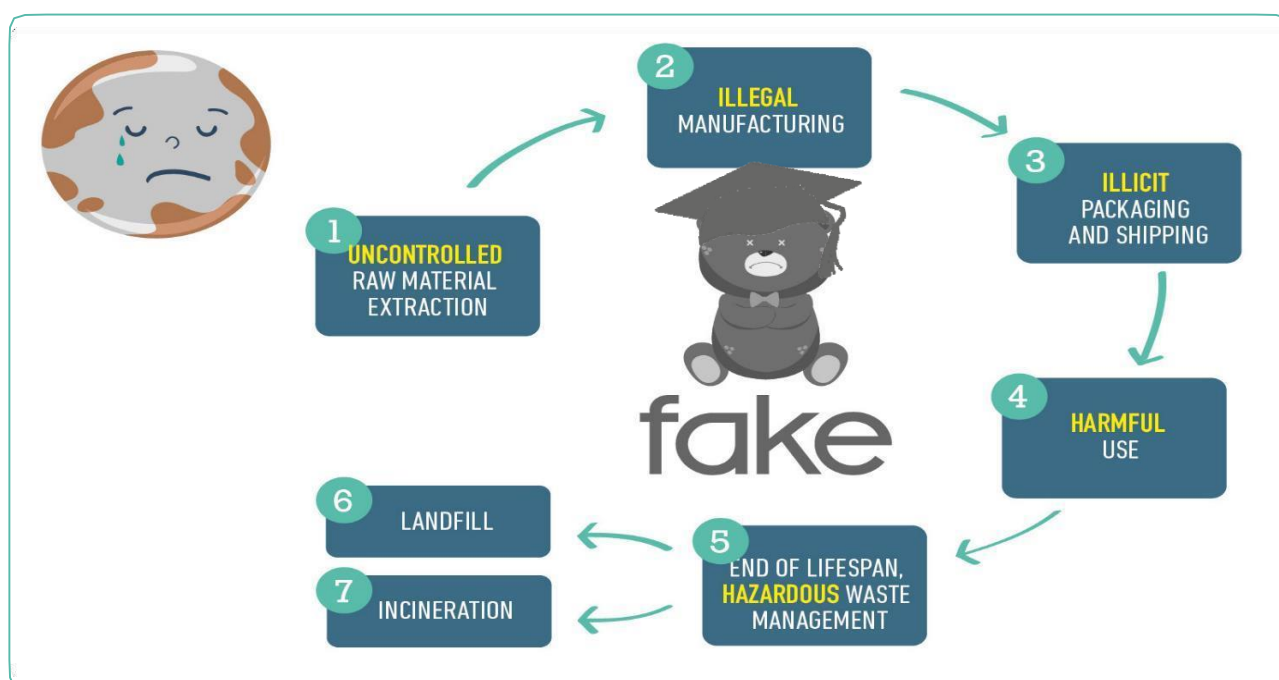 1
UNCONTROLLED
RAW MATERIAL
EXTRACTION
2
ILLEGAL
MANUFACTURING
3
ILLICIT
PACKAGING
AND SHIPPING
4
HARMFUL
USE
5
END OF LIFESPAN,
HAZARDOUS WASTE
MANAGEMENT
6
LANDFILL
7
INCINERATION
fake